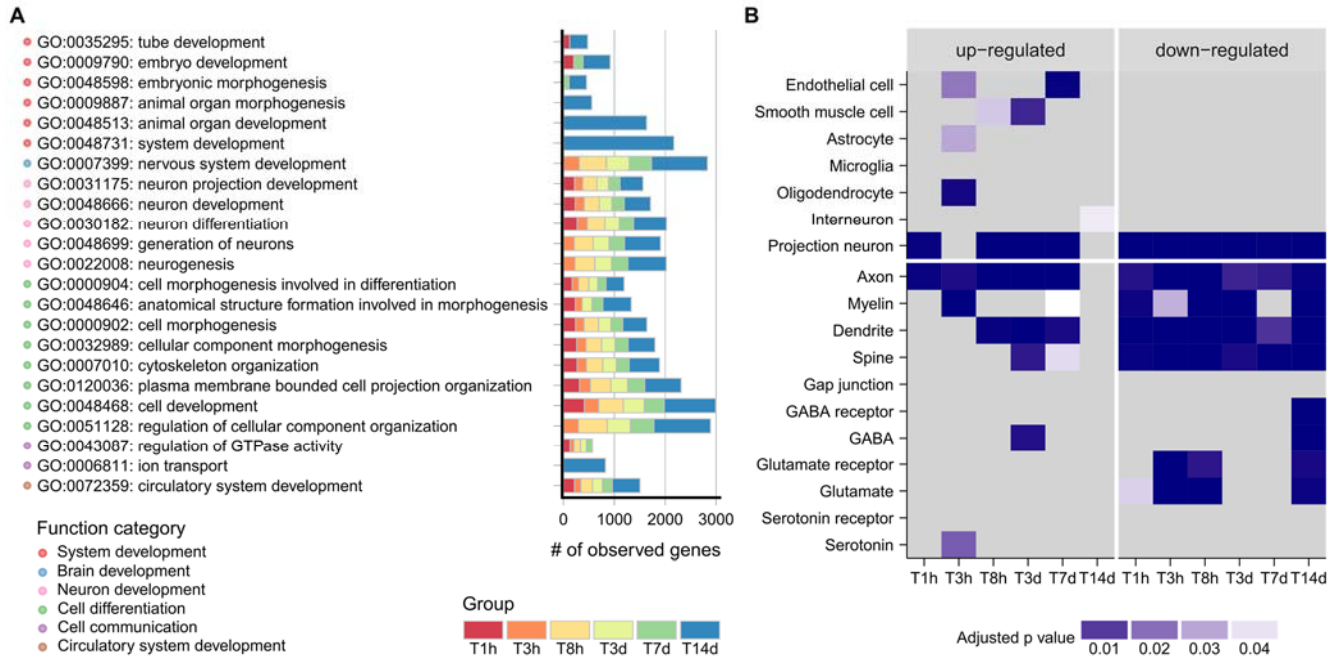 A
GO:0035295: tube development
GO:0009790: embryo development
GO:0048598: embryonic morphogenesis
GO:0009887: animal organ morphogenesis
GO:0048513: animal organ development
GO:0048731: system development
GO:0007399: nervous system development
GO:0031175: neuron projection development
GO:0048666: neuron development
GO:0030182: neuron differentiation
GO:0048699: generation of neurons
GO:0022008: neurogenesis
GO:0000904: cell morphogenesis involved in differentiation
GO:0048646: anatomical structure formation involved in morphogenesis
GO:0000902: cell morphogenesis
GO:0032989: cellular component morphogenesis
GO:0007010: cytoskeleton organization
GO:0120036: plasma membrane bounded cell projection organization
GO:0048468: cell development
GO:0051128: regulation of cellular component organization
GO:0043087: regulation of GTPase activity
GO:0006811: ion transport
GO:0072359: circulatory system development
0 1000 2000 3000
# of observed genes
Function category
System development
Brain development
Neuron development
Cell differentiation
Cell communication
Circulatory system development
Group
T1h T3h T8h T3d T7d T14d
B
up−regulated down−regulated
Endothelial cell
Smooth muscle cell
Astrocyte
Microglia
Oligodendrocyte
Interneuron
Projection neuron
Axon
Myelin
Dendrite
Spine
Gap junction
GABA receptor
GABA
Glutamate receptor
Glutamate
Serotonin receptor
Serotonin
T1h T3h T8h T3d T7d T14d T1h T3h T8h T3d T7d T14d
Adjusted p value
0.01 0.02 0.03 0.04